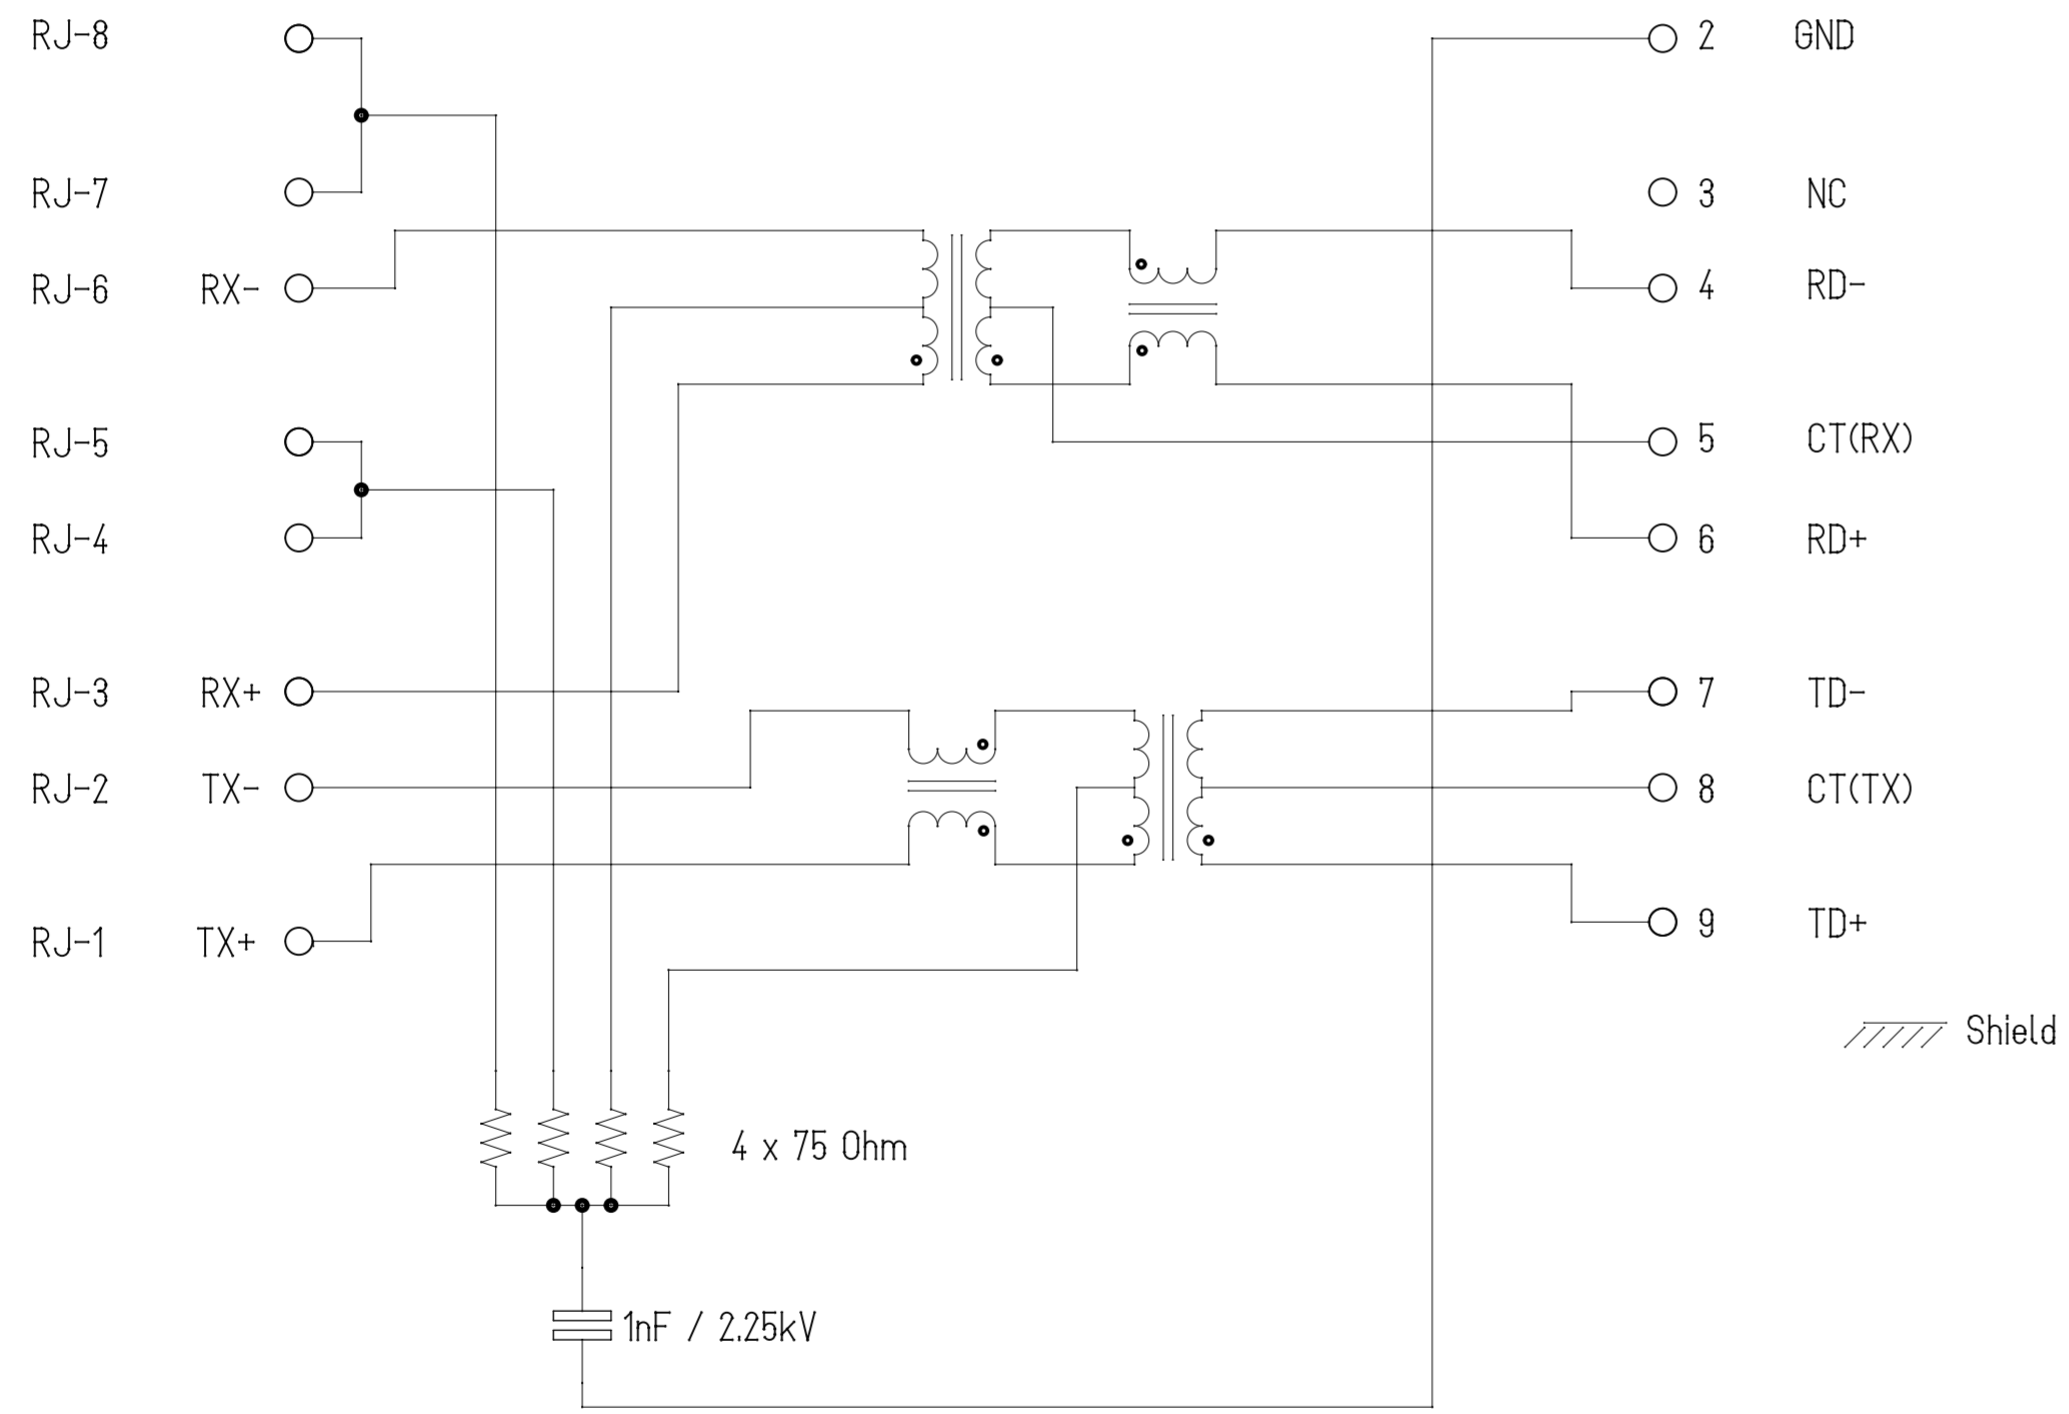 RJ-8 2 GND
RJ-7 3 NC
RJ-6 RX- 4 RD-
RJ-5 5 CT(RX)
RJ-4 6 RD+
RJ-3 RX+ 7 TD-
RJ-2 TX- 8 CT(TX)
RJ-1 TX+ 9 TD+
Shield
4 x 75 Ohm
1nF / 2.25kV